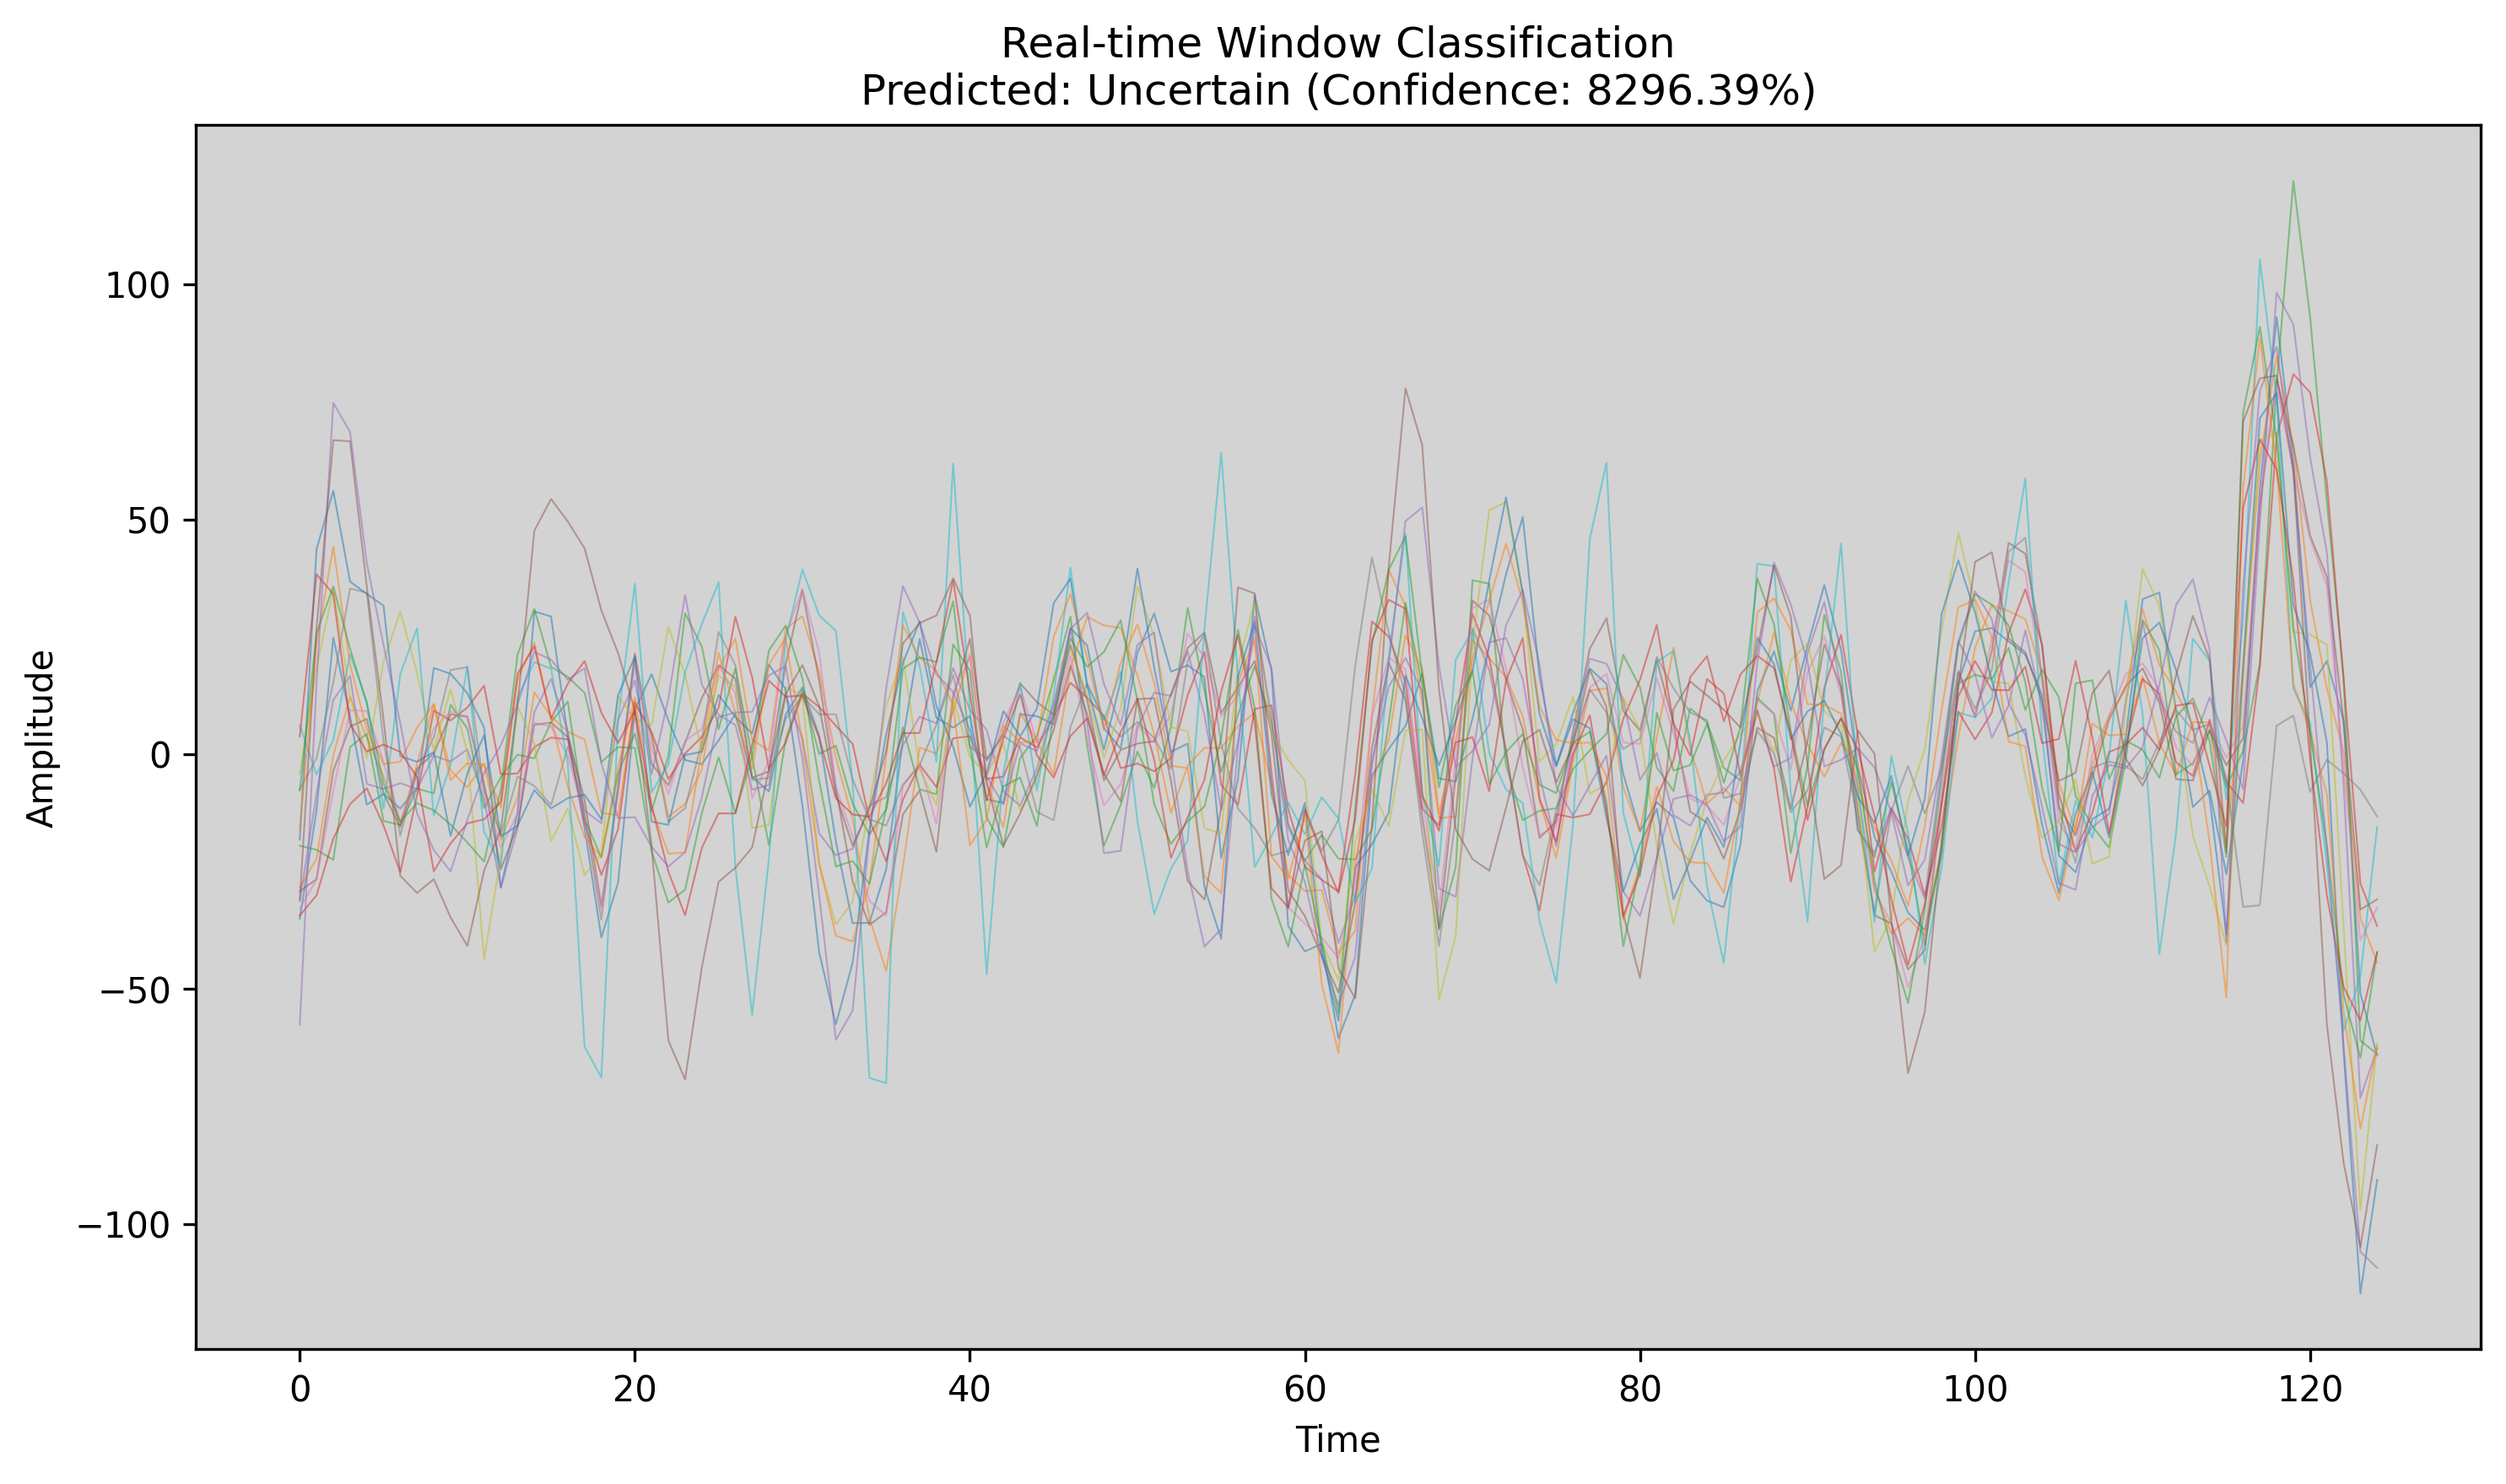 Real-time Window Classification
Predicted: Uncertain (Confidence: 8296.39%)
Amplitude
100
50
0
−50
−100
0 20 40 60 80 100 120
Time